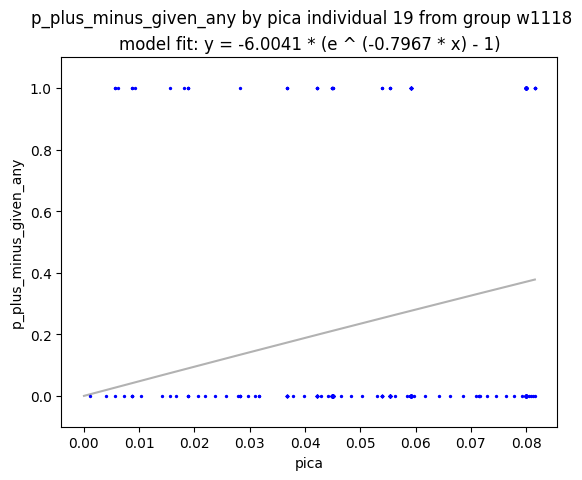 p_plus_minus_given_any by pica individual 19 from group w1118
model fit: y = -6.0041 * (e ^ (-0.7967 * x) - 1)
1.0
0.8
0.6
0.4
0.2
0.0
p_plus_minus_given_any
0.00 0.01 0.02 0.03 0.04 0.05 0.06 0.07 0.08
pica